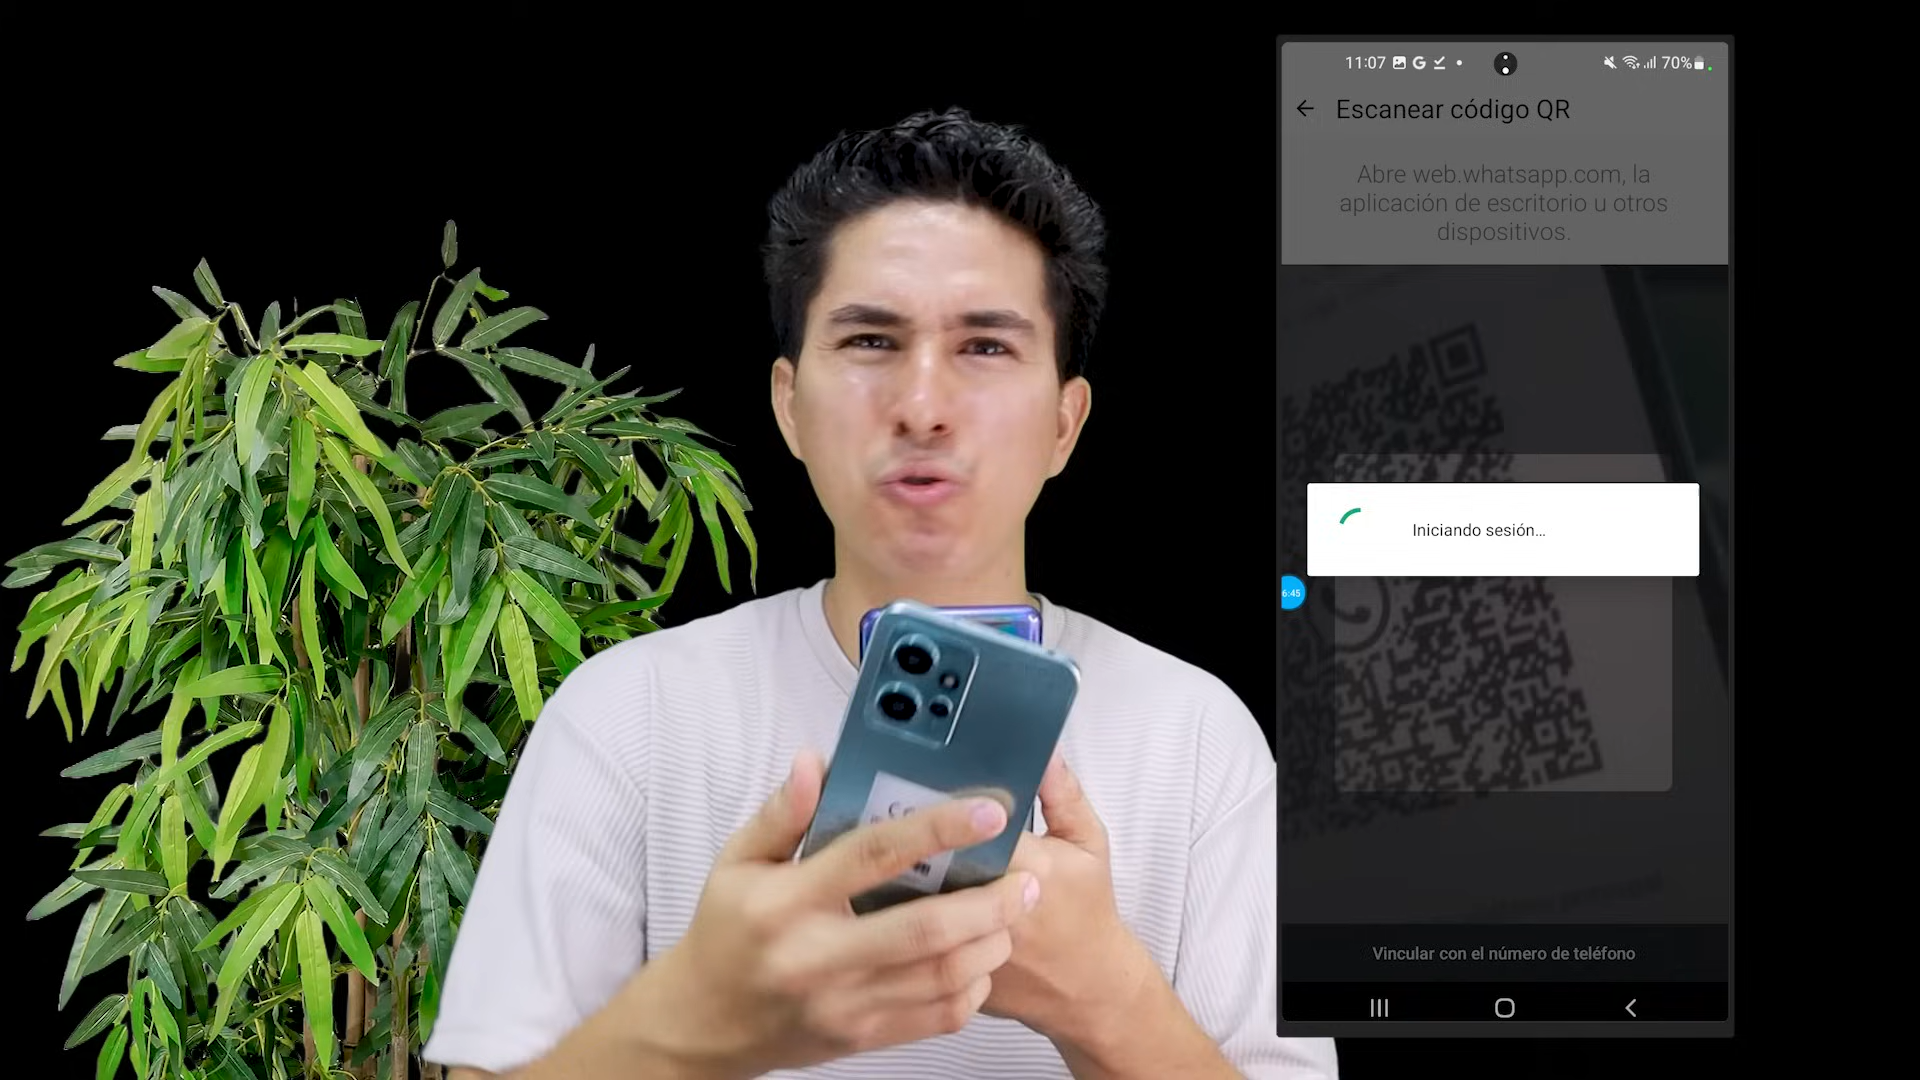 11:07
70%
Escanear código QR
Abre web.whatsapp.com, la
aplicación de escritorio u otros
dispositivos.
Iniciando sesión...
6:45
Vincular con el número de teléfono